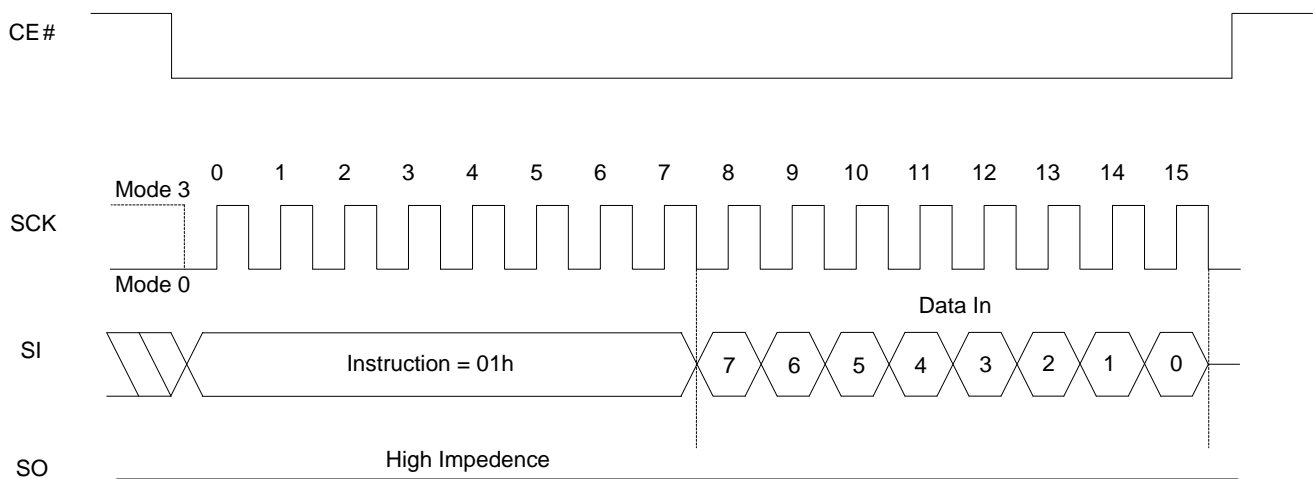 CE#
0 1 2 3 4 5 6 7 8 9 10 11 12 13 14 15
Mode 3
SCK
Mode 0
Data In
SI
Instruction = 01h
7 6 5 4 3 2 1 0
High Impedence
SO